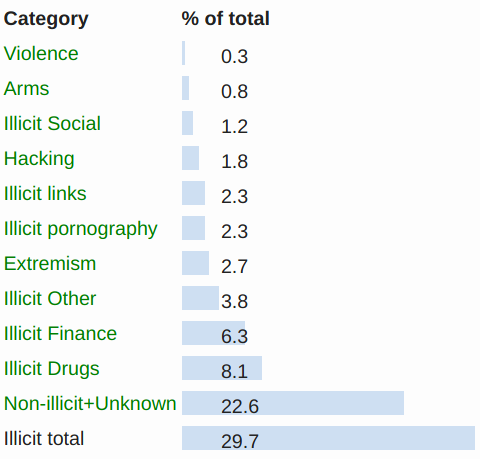 Category % of total
Violence 0.3
Arms 0.8
Illicit Social 1.2
Hacking 1.8
Illicit links 2.3
Illicit pornography 2.3
Extremism 2.7
Illicit Other 3.8
Illicit Finance 6.3
Illicit Drugs 8.1
Non-illicit+Unknown 22.6
Illicit total 29.7